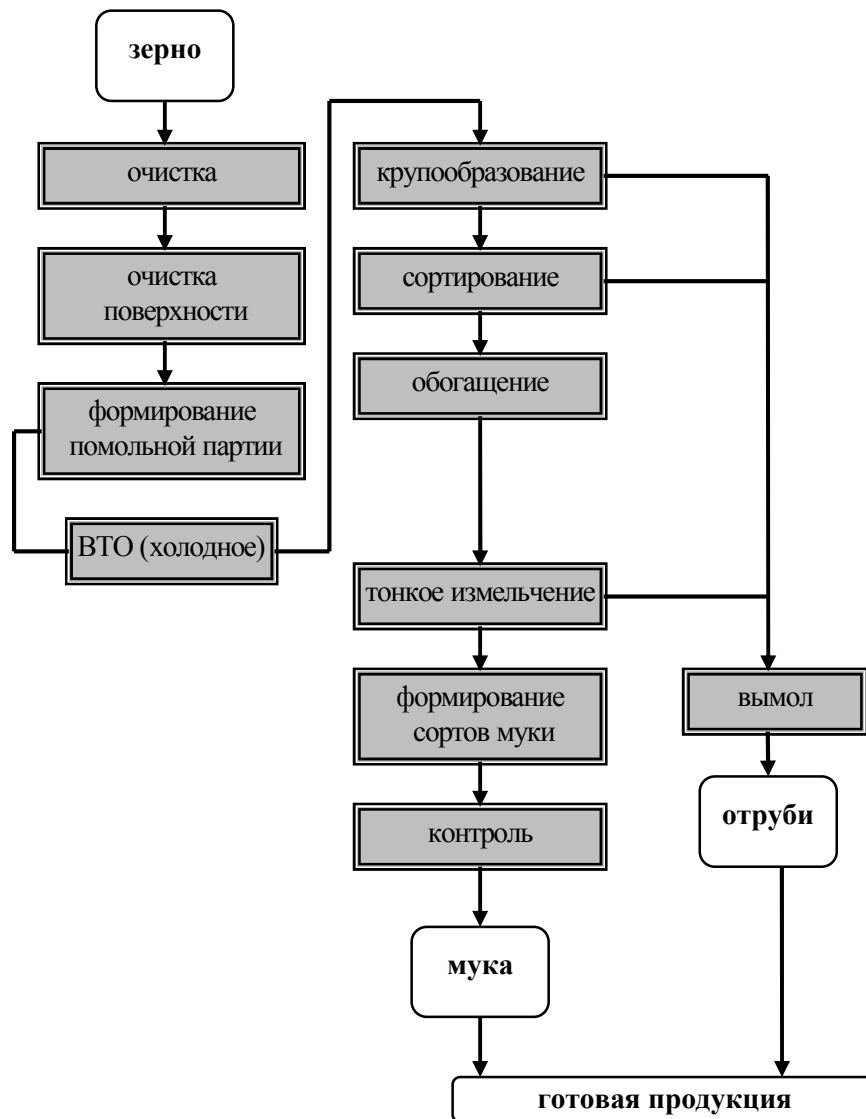 зерно
очистка
очистка
поверхности
формирование
помольной партии
ВТО (холодное)
крупообразование
сортирование
обогащение
тонкое измельчение
формирование
сортов муки
контроль
мука
вымол
отруби
готовая продукция